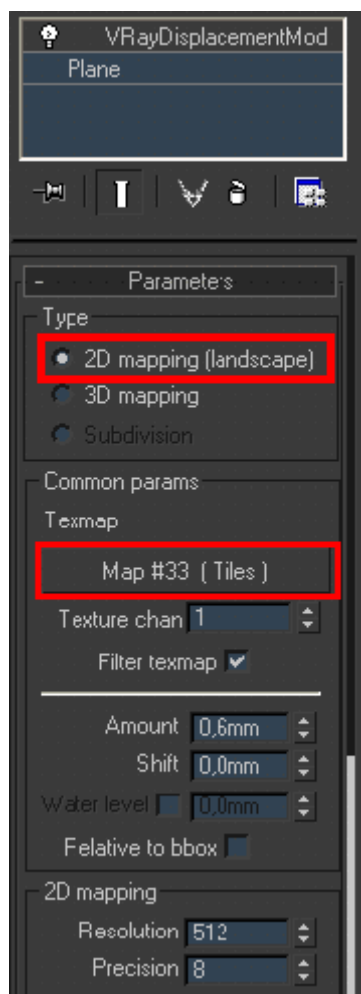 VRayDisplacementMod
Plane
- Parameters
Type
2D mapping (landscape)
3D mapping
Subdivision
Common params
Texmap
Map #33 ( Tiles )
Texture chan 1
Filter texmap
Amount 0,6mm
Shift 0,0mm
Water level 0,0mm
Relative to bbox
2D mapping
Resolution 512
Precision 8